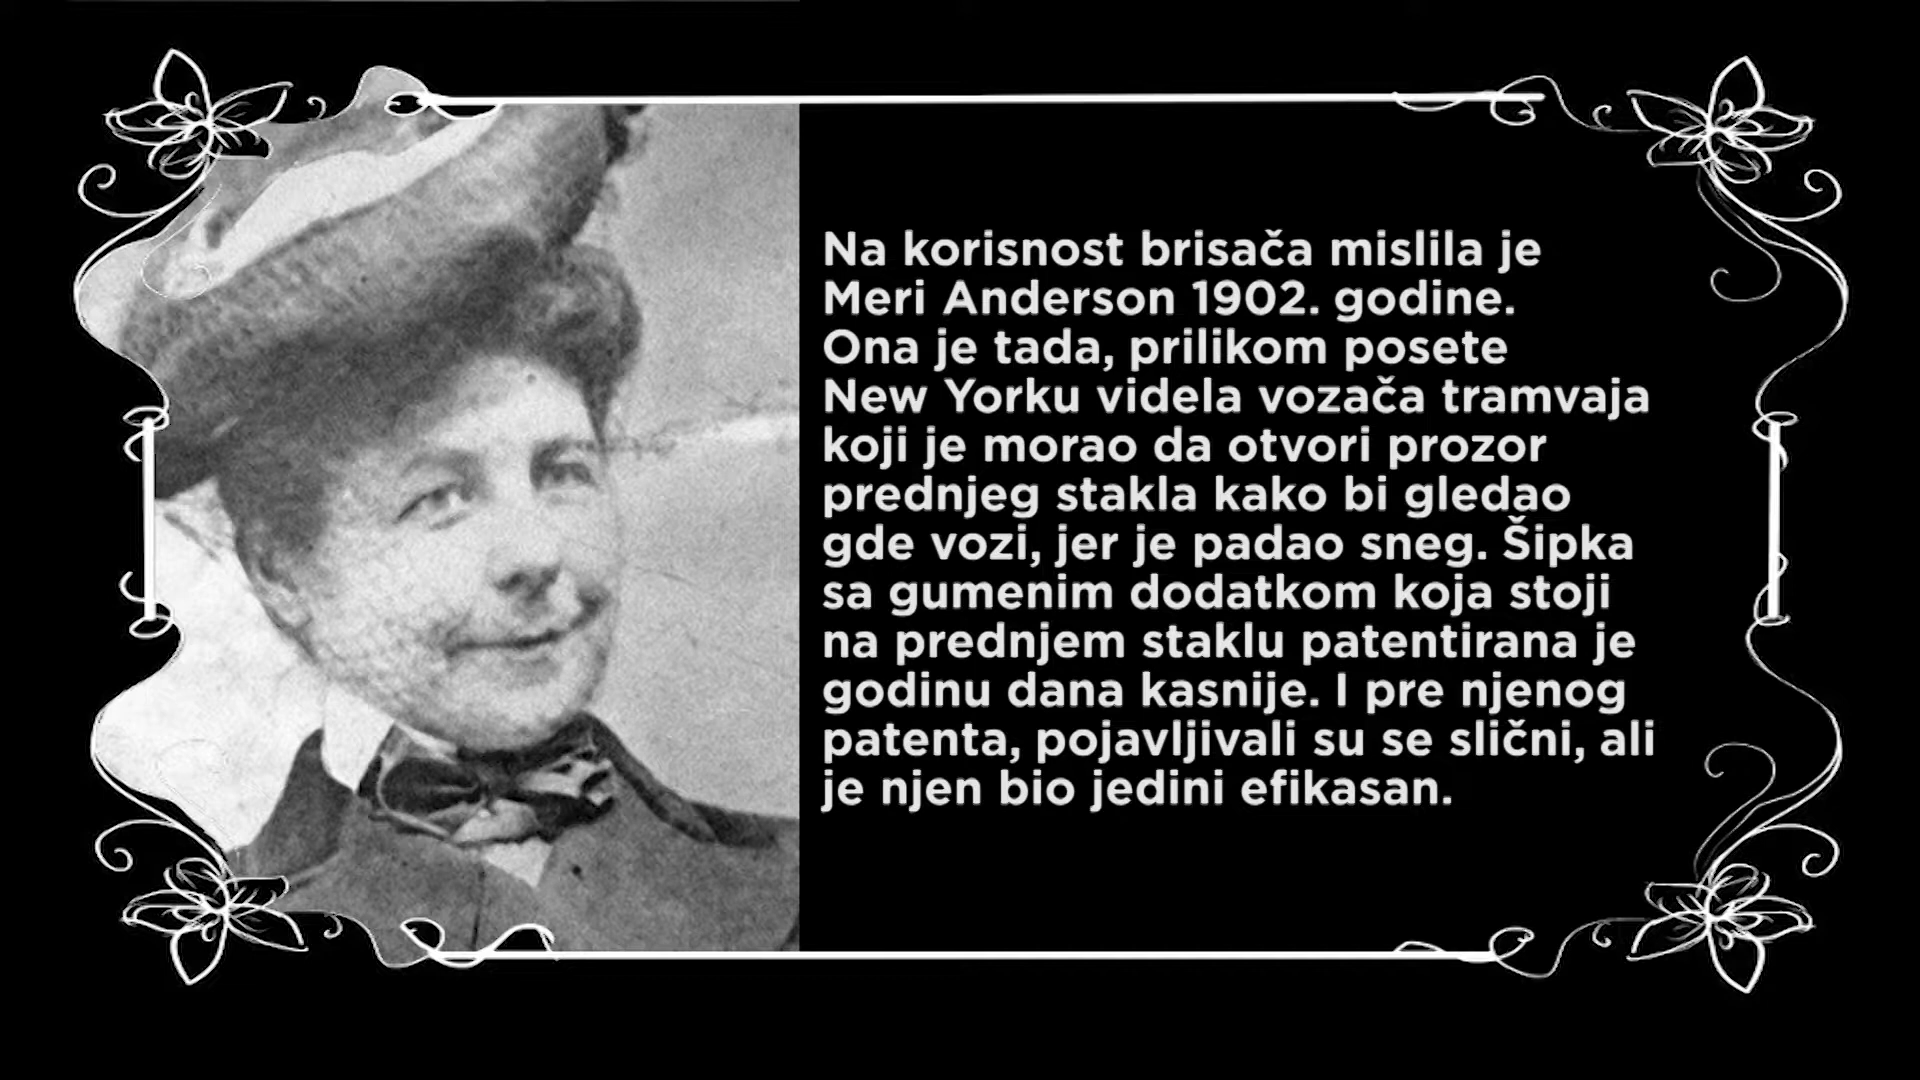 Na korisnost brisača mislila je
Meri Anderson 1902. godine.
Ona je tada, prilikom posete
New Yorku videla vozača tramvaja
koji je morao da otvori prozor
prednjeg stakla kako bi gledao
gde vozi, jer je padao sneg. Šipka
sa gumenim dodatkom koja stoji
na prednjem staklu patentirana je
godinu dana kasnije. I pre njenog
patenta, pojavljivali su se slični, ali
je njen bio jedini efikasan.